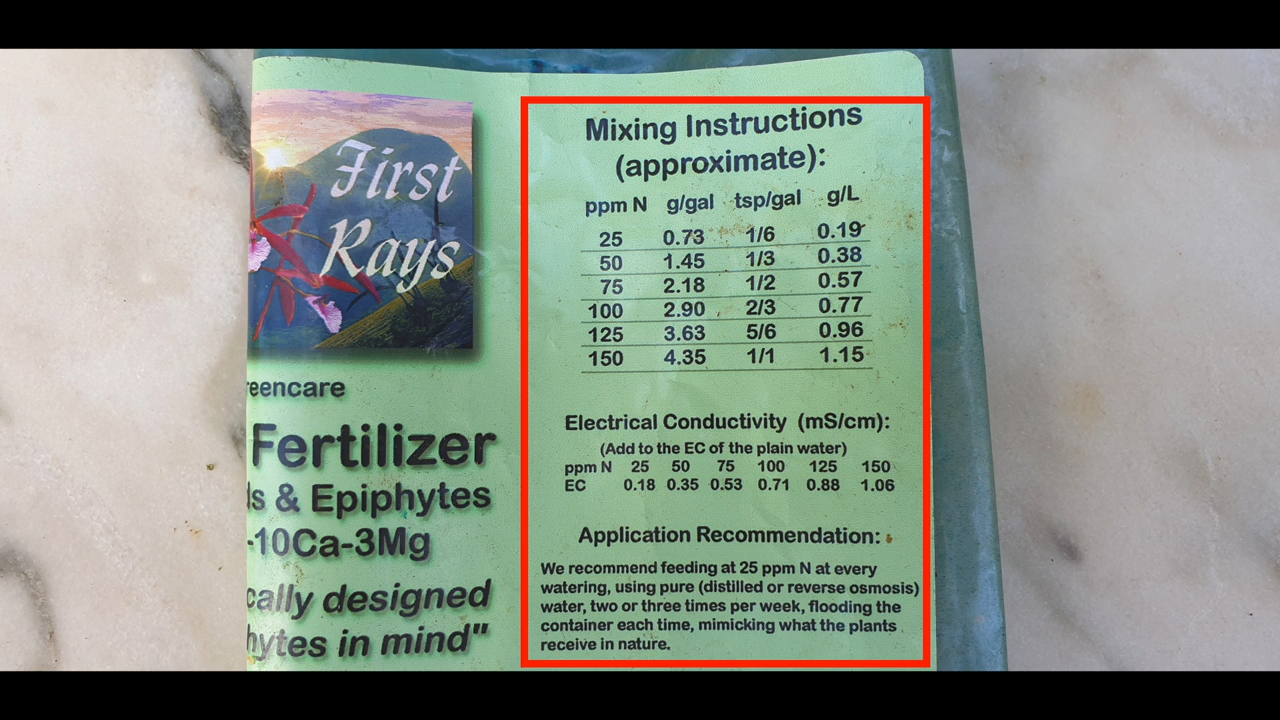 First
Rays
reencare
Fertilizer
s & Epiphytes
-10Ca-3Mg
cally designed
hytes in mind"
Mixing Instructions
(approximate):
ppm N g/gal tsp/gal g/L
25 0.73 1/6 0.19
50 1.45 1/3 0.38
75 2.18 1/2 0.57
100 2.90 2/3 0.77
125 3.63 5/6 0.96
150 4.35 1/1 1.15
Electrical Conductivity (mS/cm):
(Add to the EC of the plain water)
ppm N 25 50 75 100 125 150
EC 0.18 0.35 0.53 0.71 0.88 1.06
Application Recommendation:
We recommend feeding at 25 ppm N at every
watering, using pure (distilled or reverse osmosis)
water, two or three times per week, flooding the
container each time, mimicking what the plants
receive in nature.